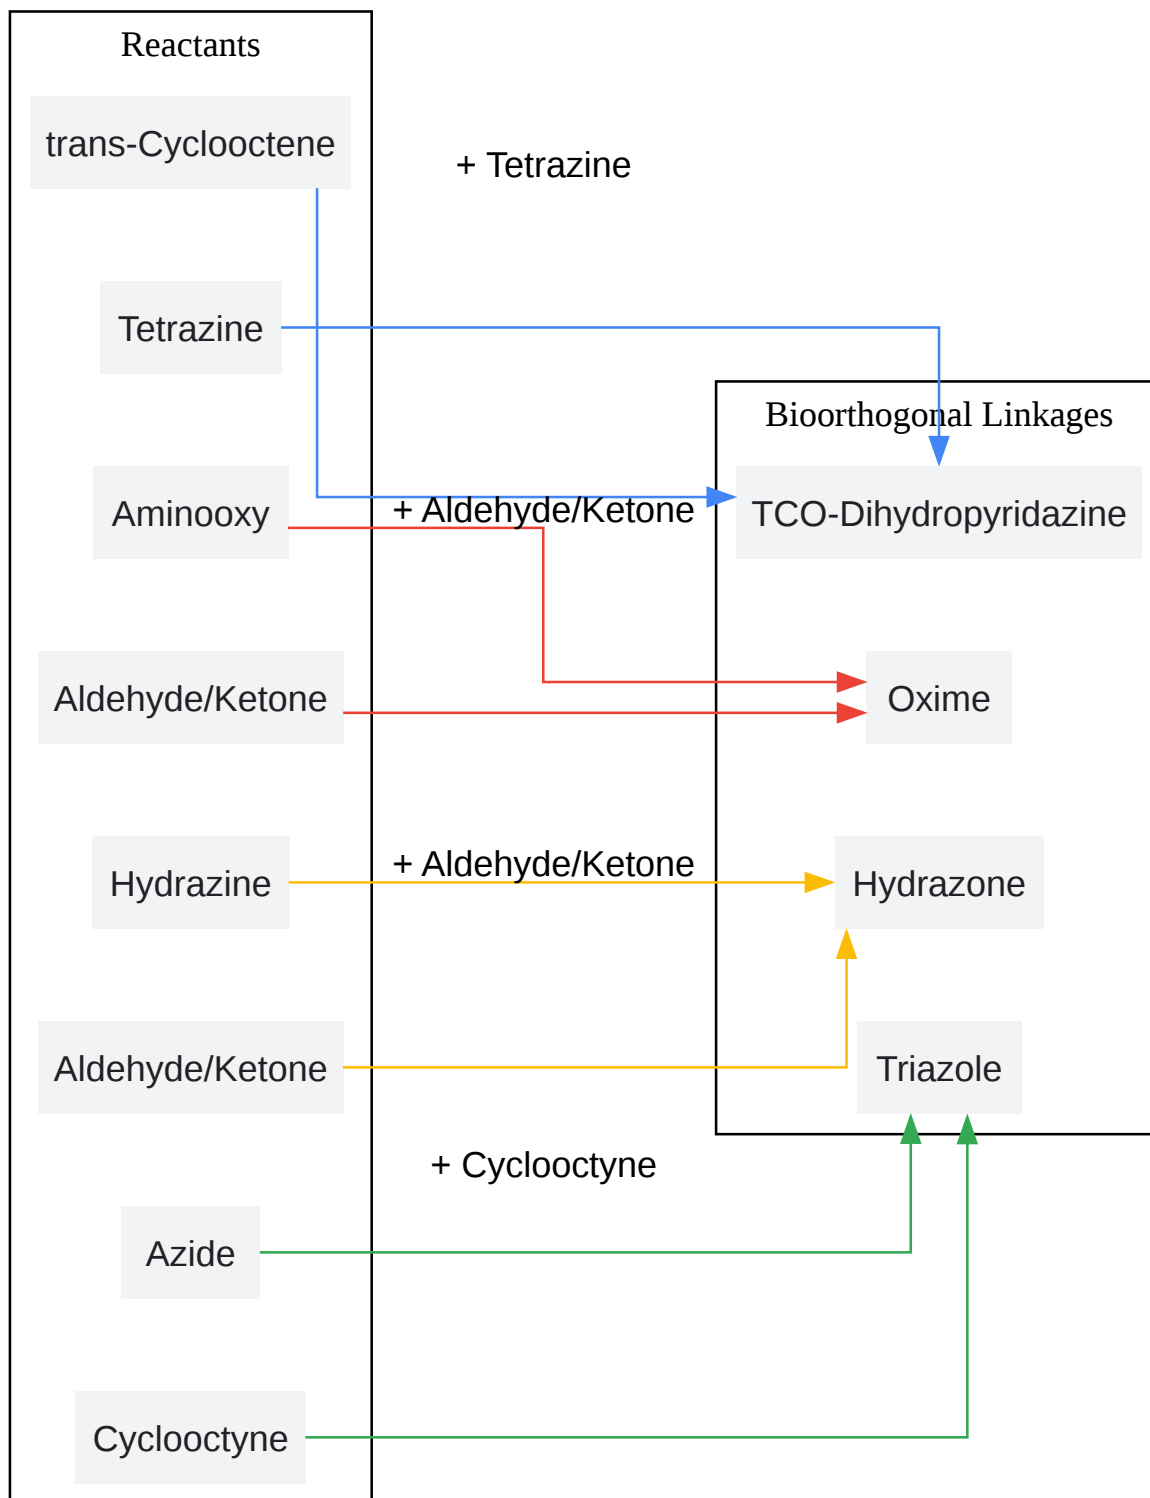 Reactants
trans-Cyclooctene
+ Tetrazine
Tetrazine
Bioorthogonal Linkages
Aminooxy
+ Aldehyde/Ketone
TCO-Dihydropyridazine
Aldehyde/Ketone
Oxime
Hydrazine
+ Aldehyde/Ketone
Hydrazone
Aldehyde/Ketone
Triazole
+ Cyclooctyne
Azide
Cyclooctyne